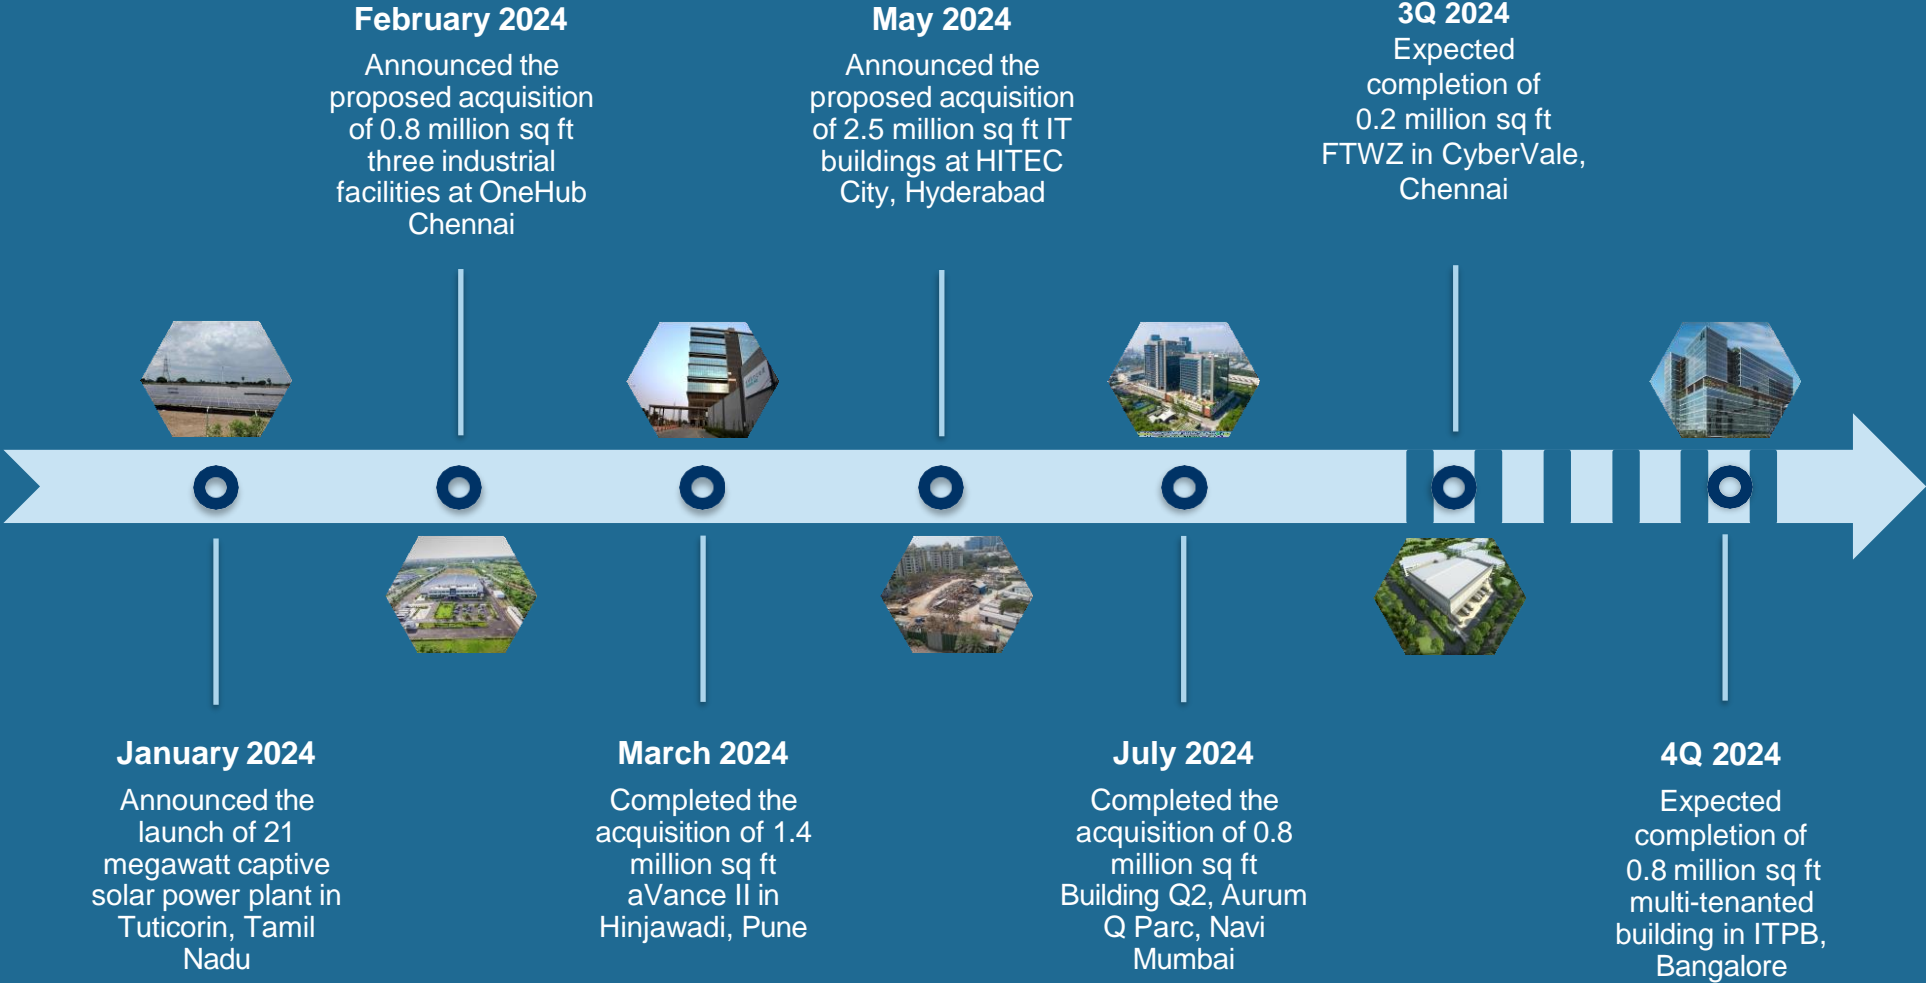 February 2024
Announced the
proposed acquisition
of 0.8 million sq ft
three industrial
facilities at OneHub
Chennai
May 2024
Announced the
proposed acquisition
of 2.5 million sq ft IT
buildings at HITEC
City, Hyderabad
3Q 2024
Expected
completion of
0.2 million sq ft
FTWZ in CyberVale,
Chennai
January 2024
Announced the
launch of 21
megawatt captive
solar power plant in
Tuticorin, Tamil
Nadu
March 2024
Completed the
acquisition of 1.4
million sq ft
aVance II in
Hinjawadi, Pune
July 2024
Completed the
acquisition of 0.8
million sq ft
Building Q2, Aurum
Q Parc, Navi
Mumbai
4Q 2024
Expected
completion of
0.8 million sq ft
multi-tenanted
building in ITPB,
Bangalore